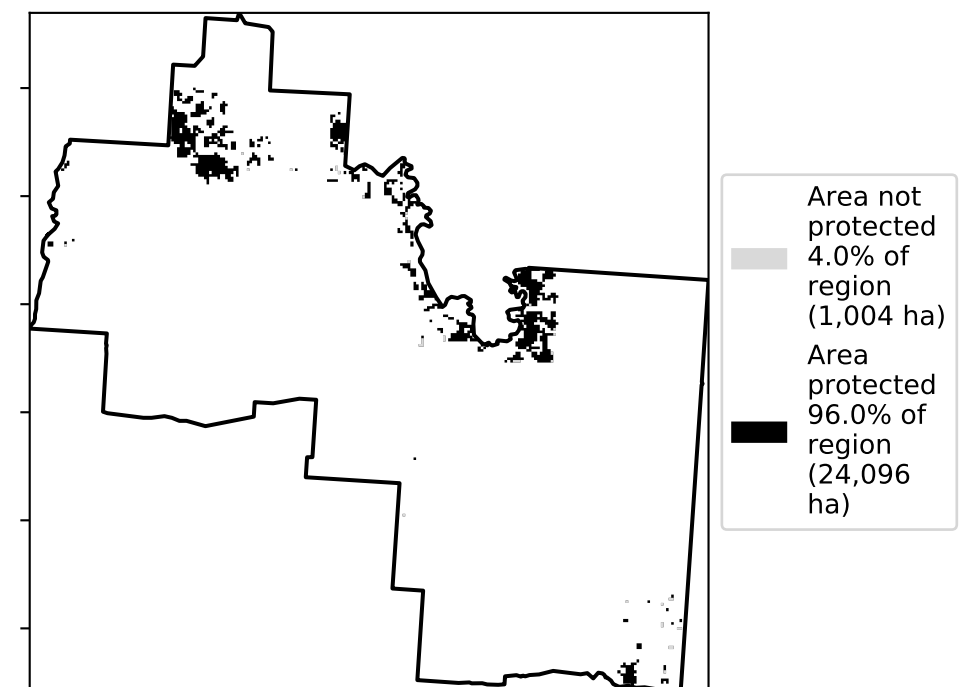 Area not
protected
4.0% of
region
(1,004 ha)
Area
protected
96.0% of
region
(24,096
ha)